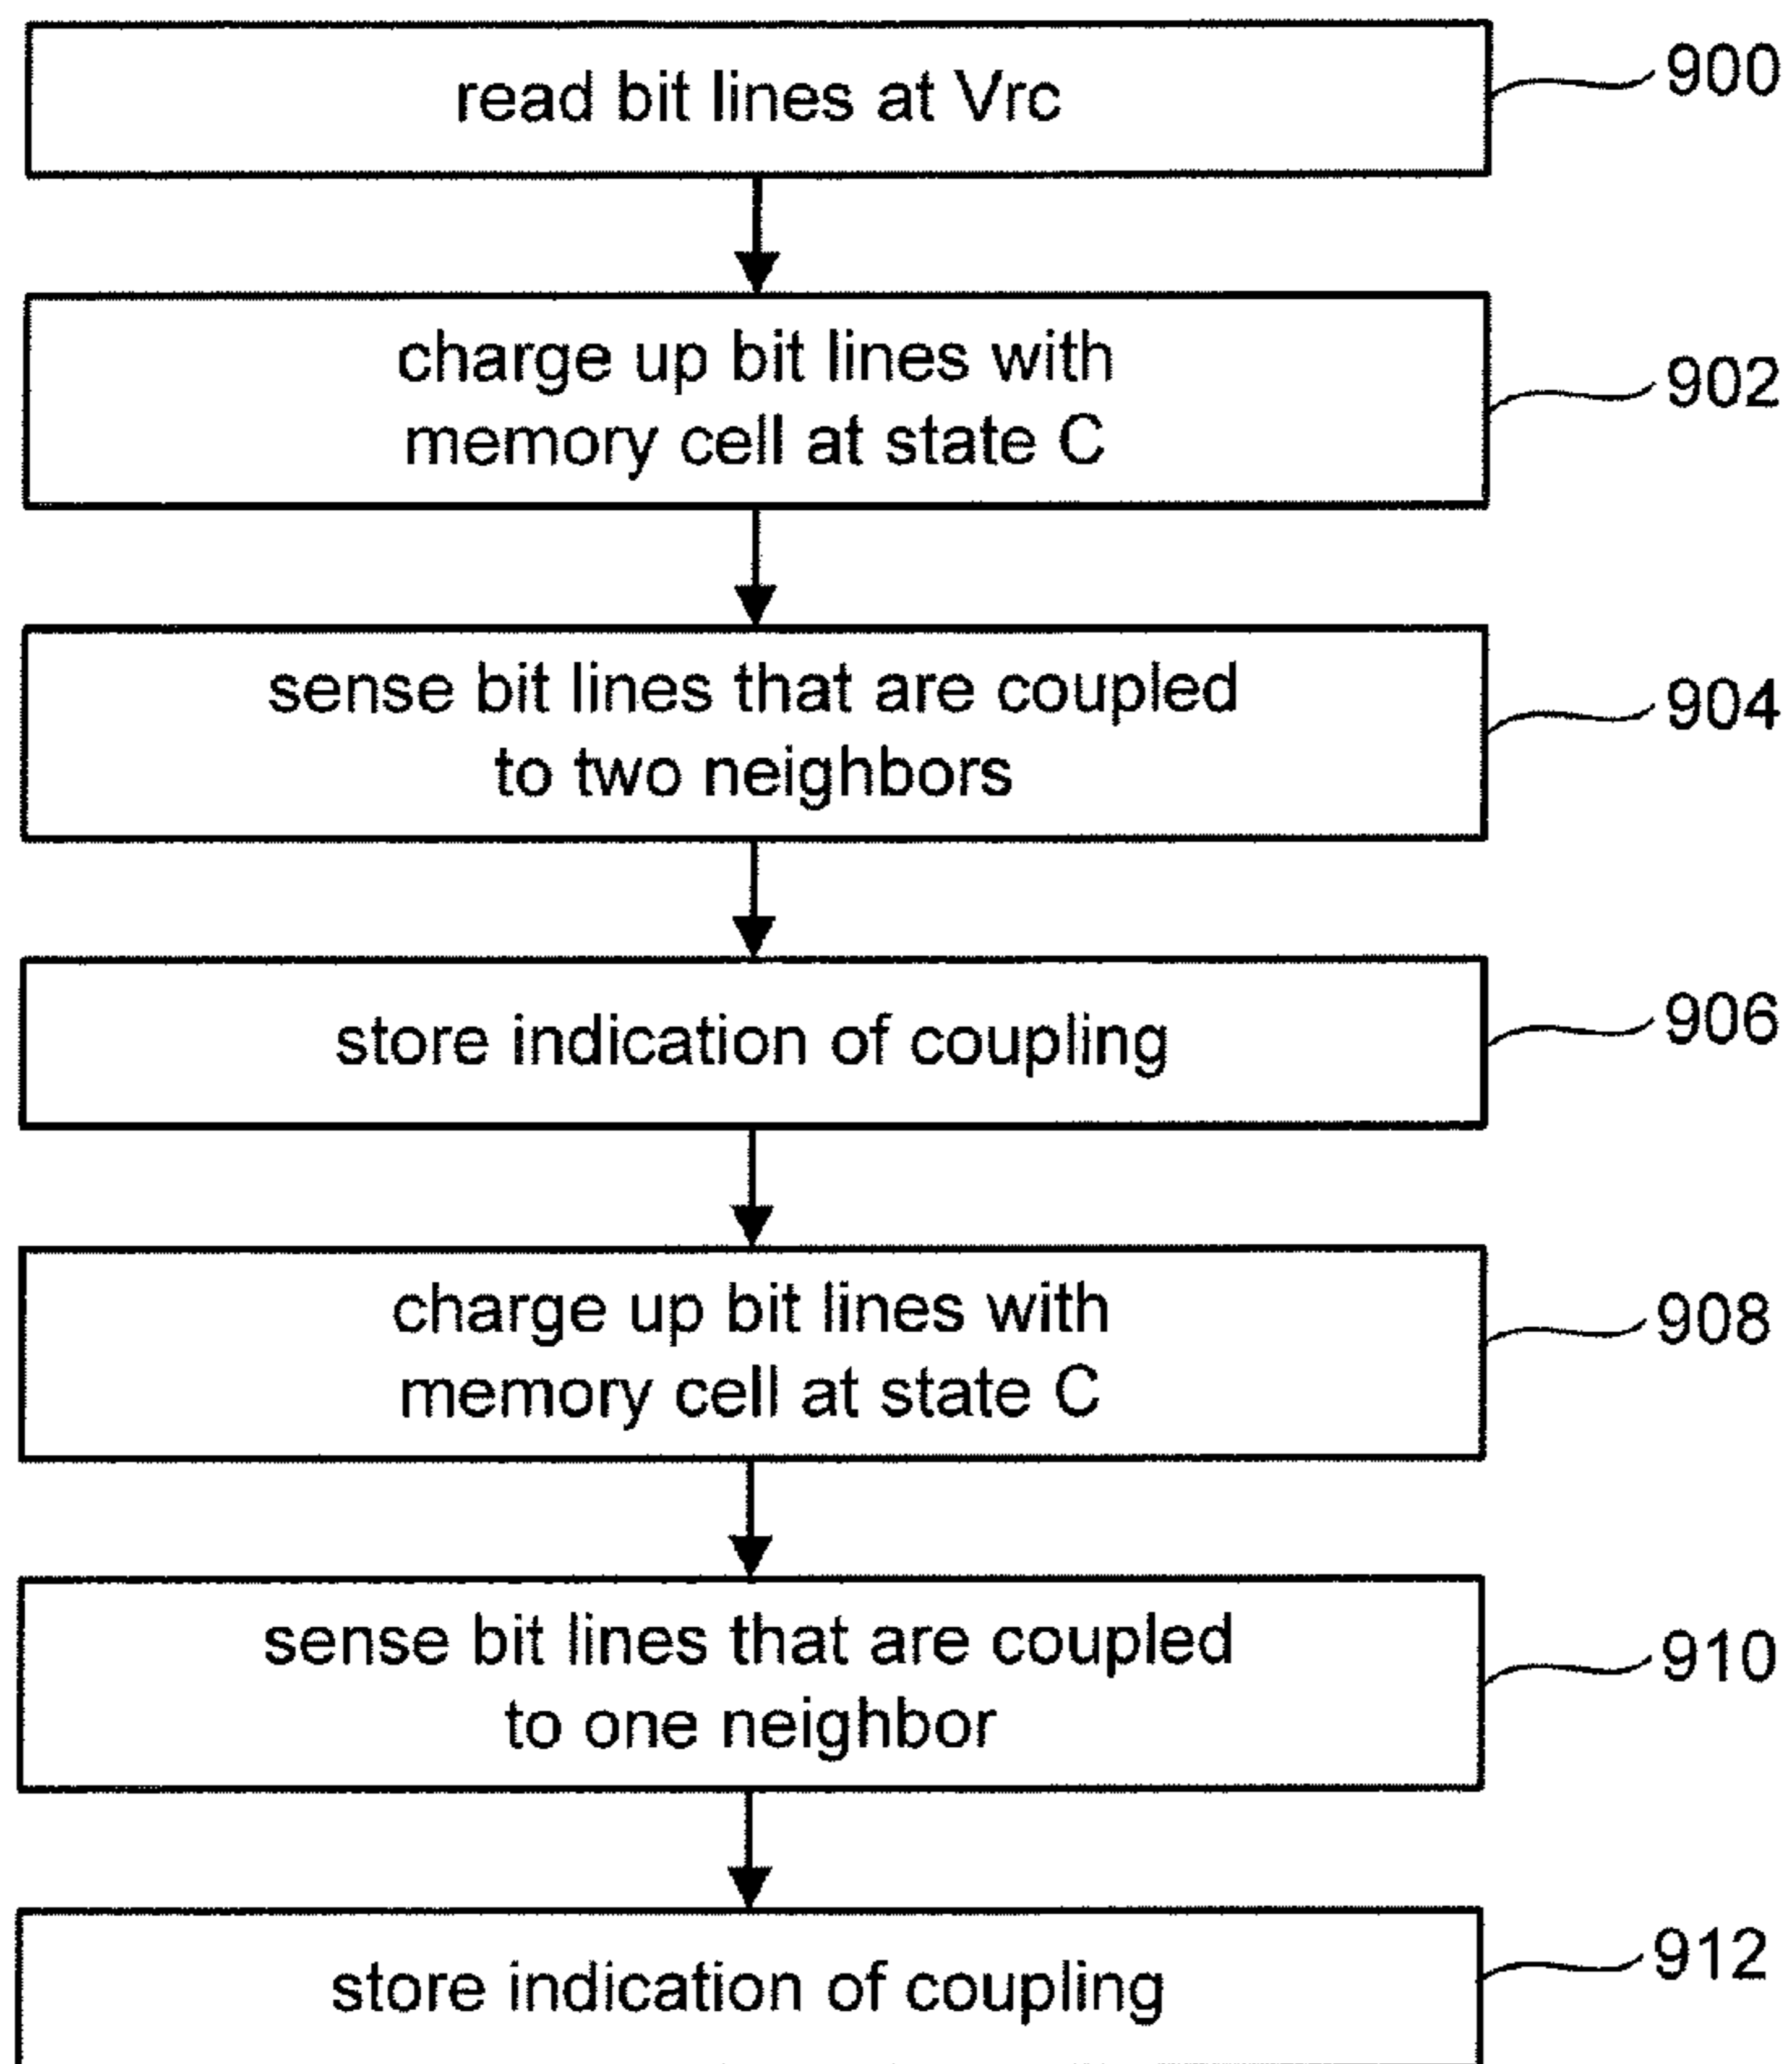 read bit lines at Vrc
900
charge up bit lines with
memory cell at state C
902
sense bit lines that are coupled
to two neighbors
904
store indication of coupling
906
charge up bit lines with
memory cell at state C
908
sense bit lines that are coupled
to one neighbor
910
store indication of coupling
912